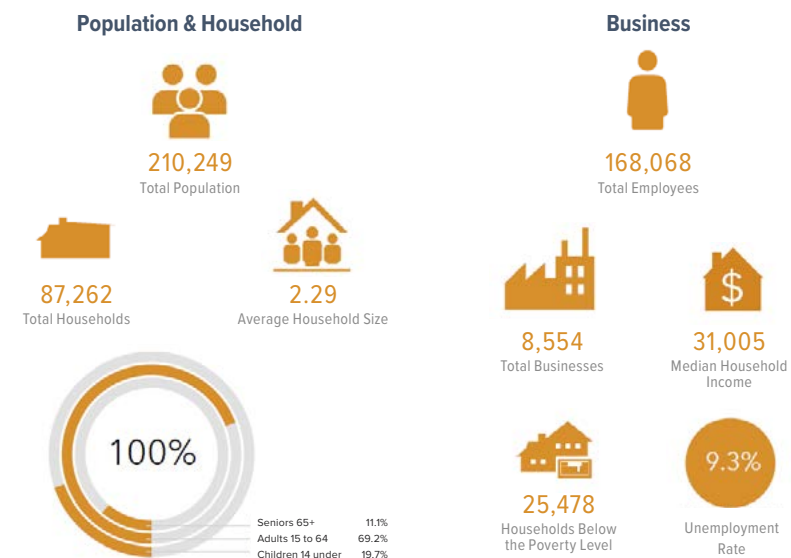 Population & Household
210,249
Total Population
87,262
Total Households
2.29
Average Household Size
100%
Seniors 65+ 11.1%
Adults 15 to 64 69.2%
Children 14 under 19.7%
Business
168,068
Total Employees
8,554
Total Businesses
$
31,005
Median Household
Income
25,478
Households Below
the Poverty Level
9.3%
Unemployment
Rate